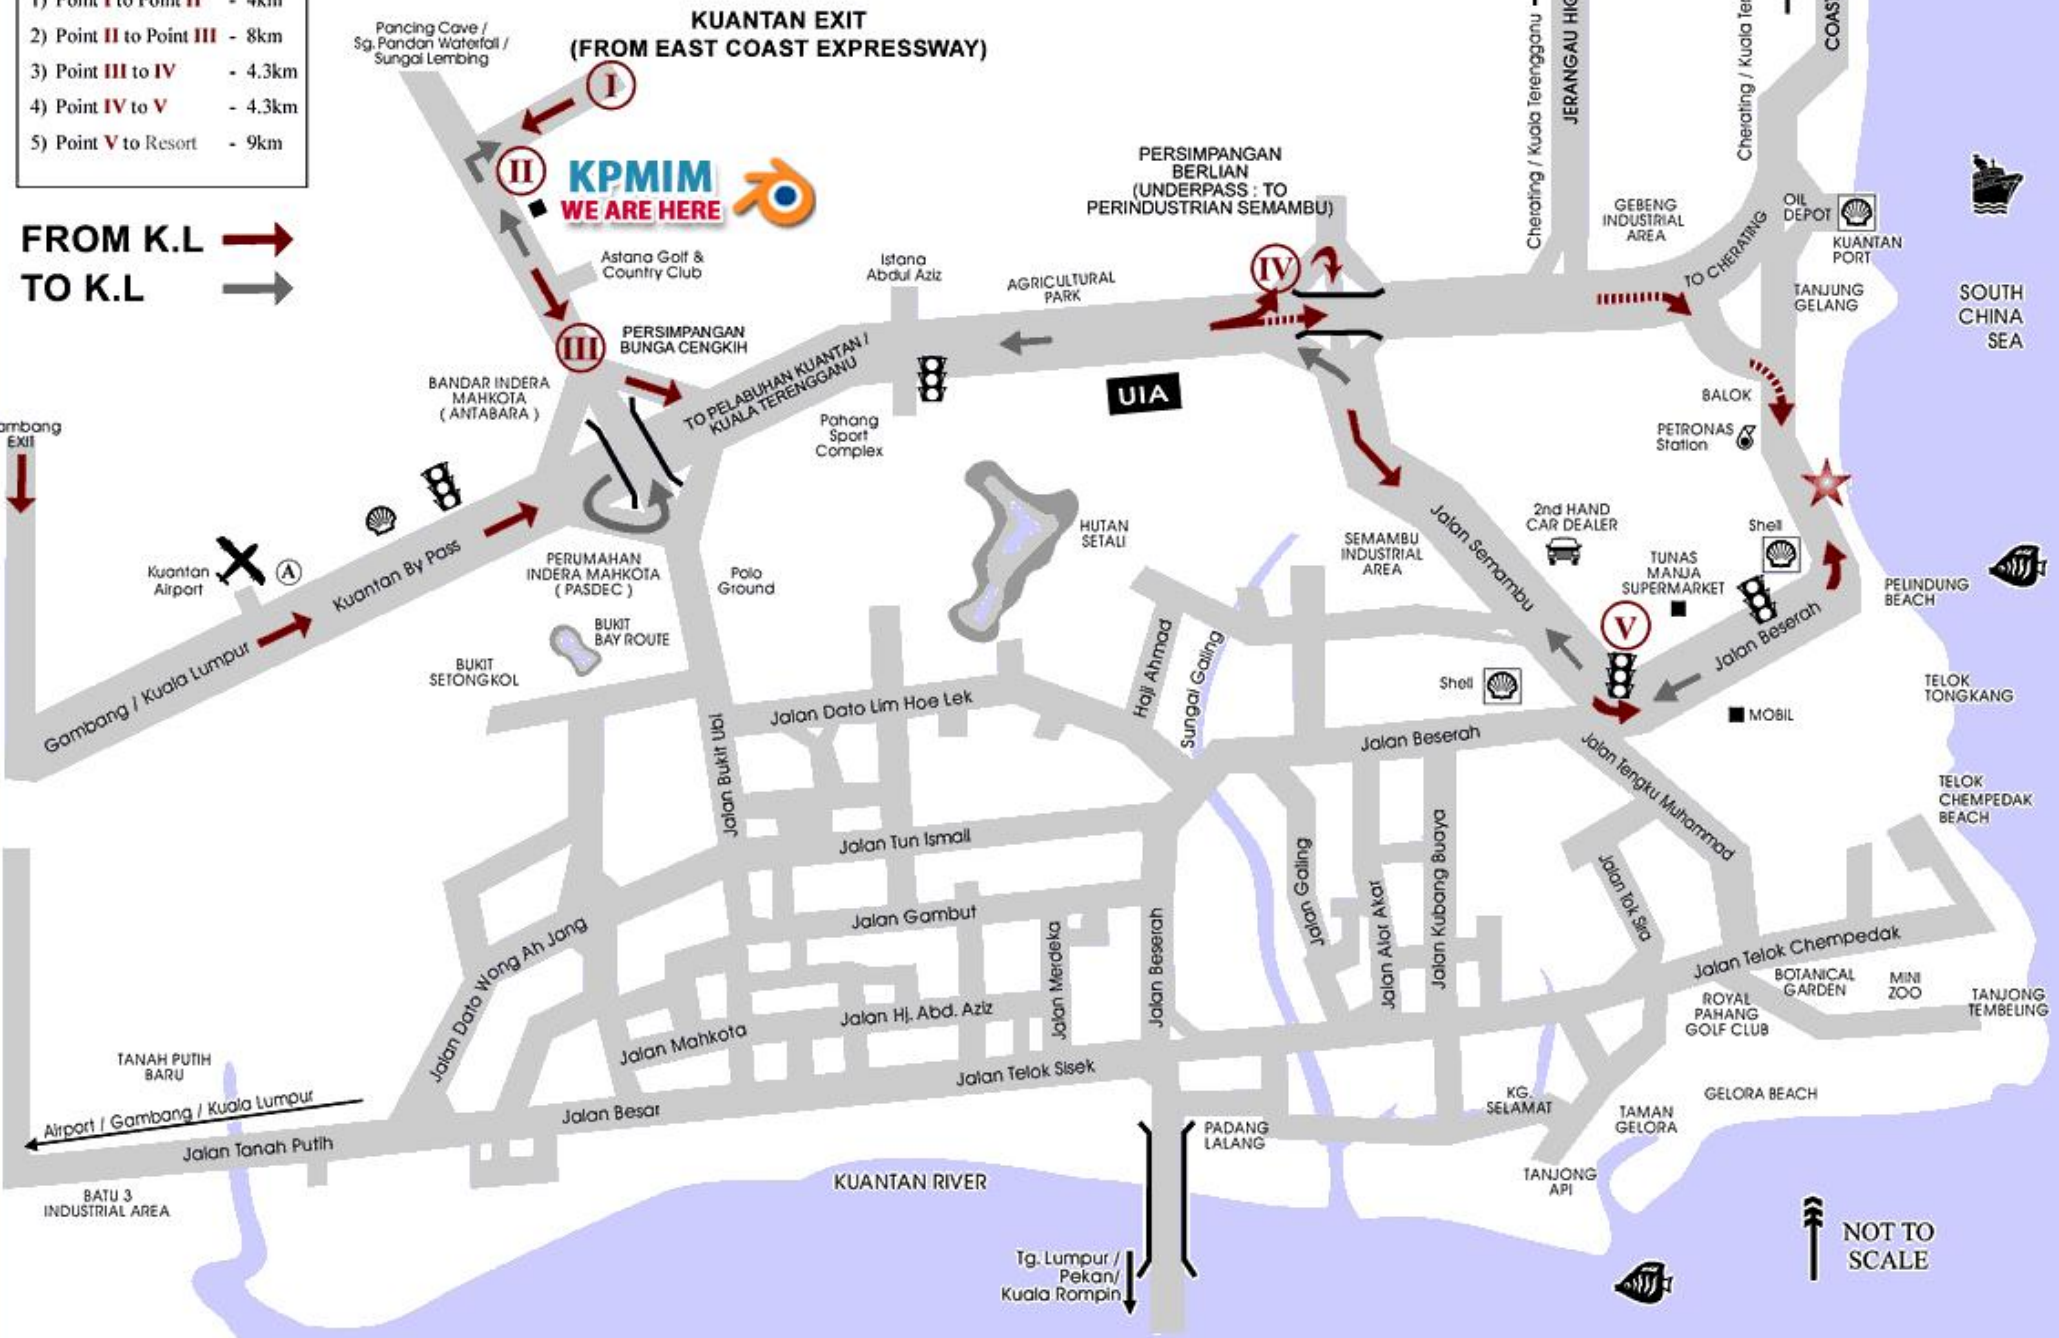 1) Point I to Point II - 4km
2) Point II to Point III - 8km
3) Point III to IV - 4.3km
4) Point IV to V - 4.3km
5) Point V to Resort - 9km
FROM K.L
TO K.L
Pancing Cave /
Sg. Pandan Waterfall /
Sungai Lembing
KUANTAN EXIT
(FROM EAST COAST EXPRESSWAY)
I
II
KPMIM
WE ARE HERE
Astana Golf &
Country Club
III
PERSIMPANGAN
BUNGA CENGKIH
BANDAR INDERA
MAHKOTA
( ANTABARA )
TO PELABUHAN KUANTAN /
KUALA TERENGGANU
Istana
Abdul Aziz
AGRICULTURAL
PARK
PERSIMPANGAN
BERLIAN
(UNDERPASS : TO
PERINDUSTRIAN SEMAMBU)
IV
Cherating / Kuala Terengganu
JERANGAU
Cherating / Kuala
GEBENG
INDUSTRIAL
AREA
TO CHERATING
OIL
DEPOT
KUANTAN
PORT
TANJUNG
GELANG
SOUTH
CHINA
SEA
UIA
Pahang
Sport
Complex
BALOK
PETRONAS
Station
EXIT
Kuantan
Airport
A
Kuantan By Pass
Gambang / Kuala Lumpur
PERUMAHAN
INDERA MAHKOTA
( PASDEC )
Polo
Ground
BUKIT
BAY ROUTE
BUKIT
SETONGKOL
HUTAN
SETALI
SEMAMBU
INDUSTRIAL
AREA
Jalan Semambu
2nd HAND
CAR DEALER
Shell
TUNAS
MANJA
SUPERMARKET
V
Jalan Beserah
PELINDUNG
BEACH
Shell
MOBIL
TELOK
TONGKANG
TELOK
CHEMPEDAK
BEACH
Haji Ahmad
Sungai Galing
Jalan Dato Lim Hoe Lek
Jalan Bukit Ubi
Jalan Beserah
Jalan Tengku Muhammad
Jalan Tun Ismail
Jalan Gambut
Jalan Dato Wong Ah Jang
Jalan Merdeka
Jalan Beserah
Jalan Galing
Jalan Alor Akar
Jalan Kubang Buaya
Jalan Tok Sira
Jalan Telok Chempedak
BOTANICAL
GARDEN
MINI
ZOO
ROYAL
PAHANG
GOLF CLUB
TANJONG
TEMBELING
Jalan Hj. Abd. Aziz
Jalan Mahkota
Jalan Telok Sisek
Jalan Besar
TANAH PUTIH
BARU
Airport / Gambang / Kuala Lumpur
Jalan Tanah Putih
BATU 3
INDUSTRIAL AREA
PADANG
LALANG
KG.
SELAMAT
TAMAN
GELORA
GELORA BEACH
TANJONG
API
KUANTAN RIVER
Tg. Lumpur /
Pekan/
Kuala Rompin
NOT TO
SCALE